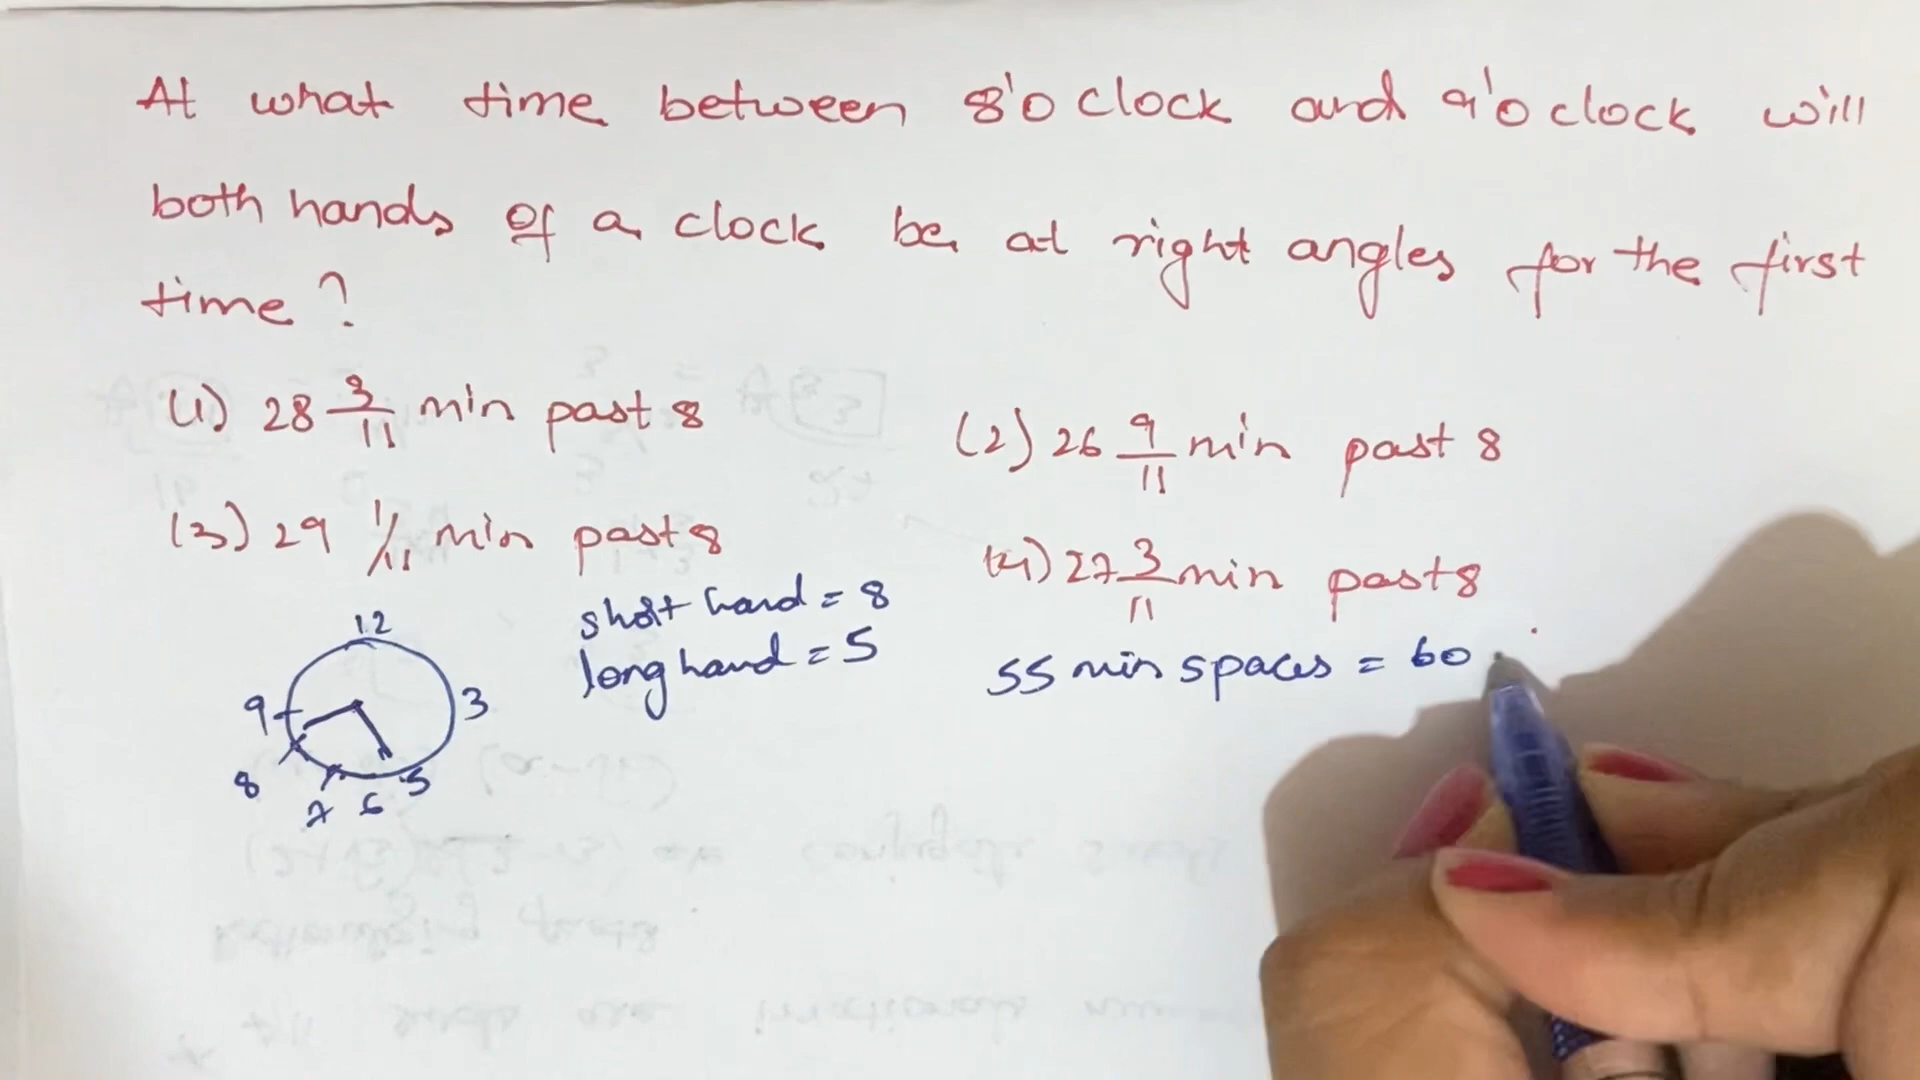 At what time between 8'o clock and 9'o clock will
both hands of a clock be at right angles for the first
time?
(1) 28 3/11 min past 8
(2) 26 9/11 min past 8
(3) 29 1/11 min past 8
(4) 27 3/11 min past 8
short hand = 8
long hand = 5
55 min spaces = 60
12
9
3
8
7 6 5